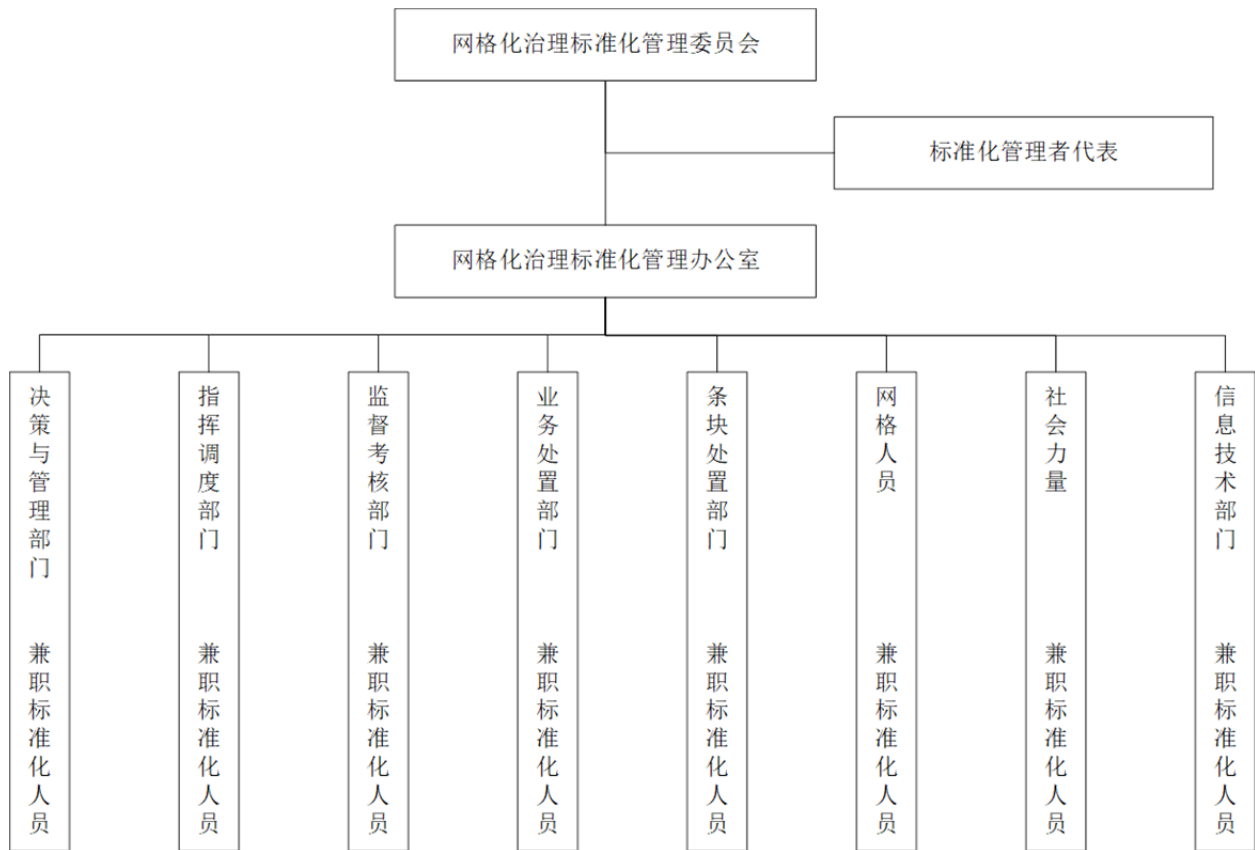 网格化治理标准化管理委员会
标准化管理者代表
网格化治理标准化管理办公室
决策与管理部门 兼职标准化人员
指挥调度部门 兼职标准化人员
监督考核部门 兼职标准化人员
业务处置部门 兼职标准化人员
条块处置部门 兼职标准化人员
网格人员 兼职标准化人员
社会力量 兼职标准化人员
信息技术部门 兼职标准化人员